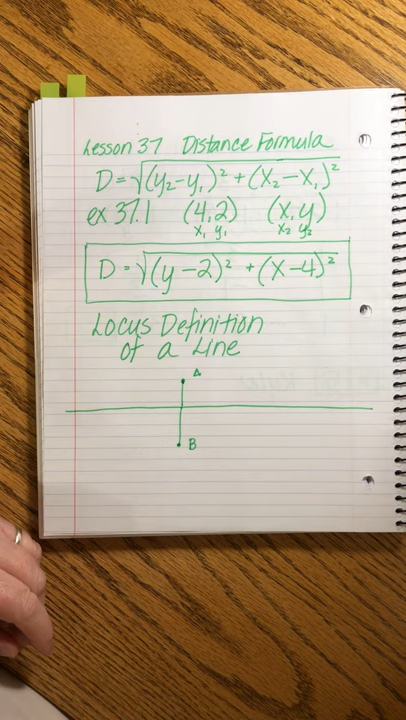 Lesson 37 Distance Formula
D=√(y₂-y₁)²+(x₂-x₁)²
ex 37.1 (4,2) (x,y)
x₁ y₁ x₂ y₂
D=√(y-2)²+(x-4)²
Locus Definition
of a Line
A
B